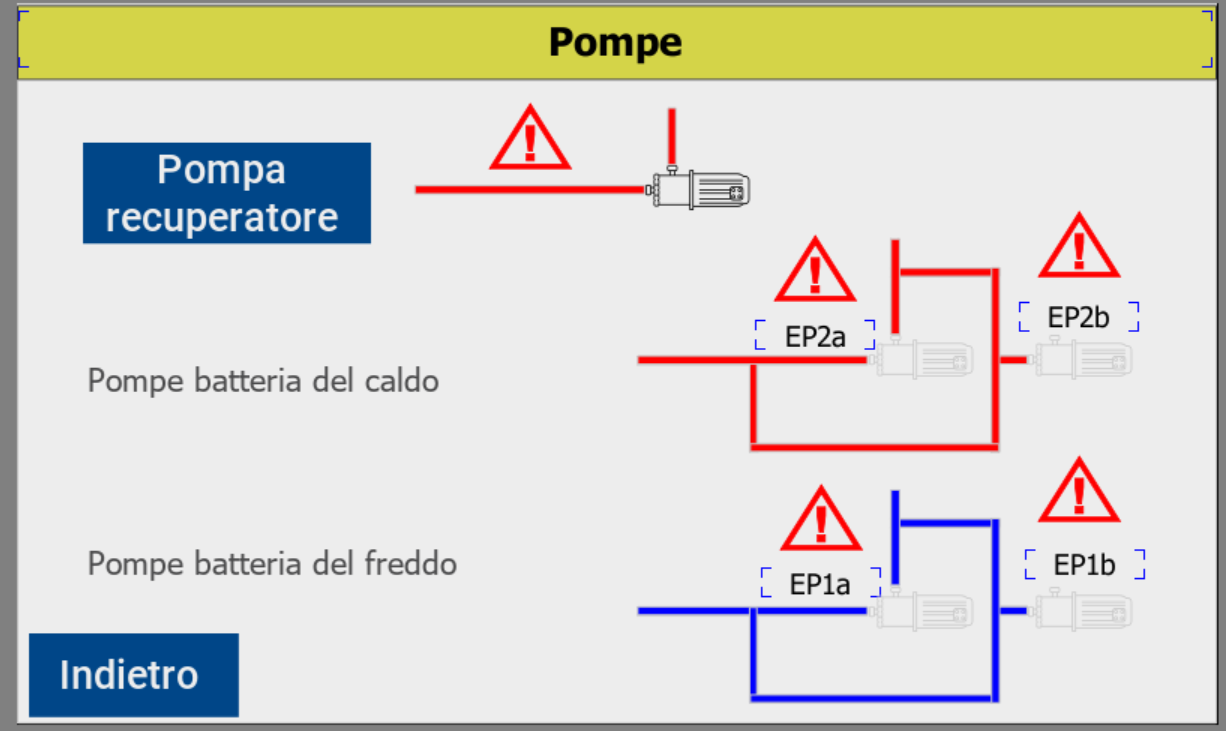 Pompe
Pompa
recuperatore
EP2a
EP2b
Pompe batteria del caldo
Pompe batteria del freddo
EP1a
EP1b
Indietro